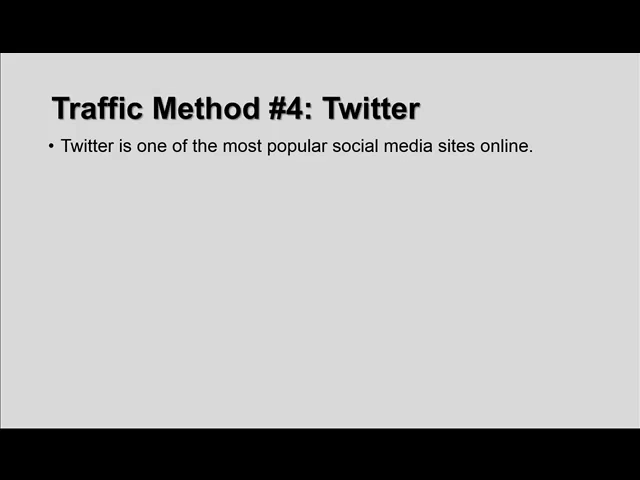 Traffic Method #4: Twitter
• Twitter is one of the most popular social media sites online.